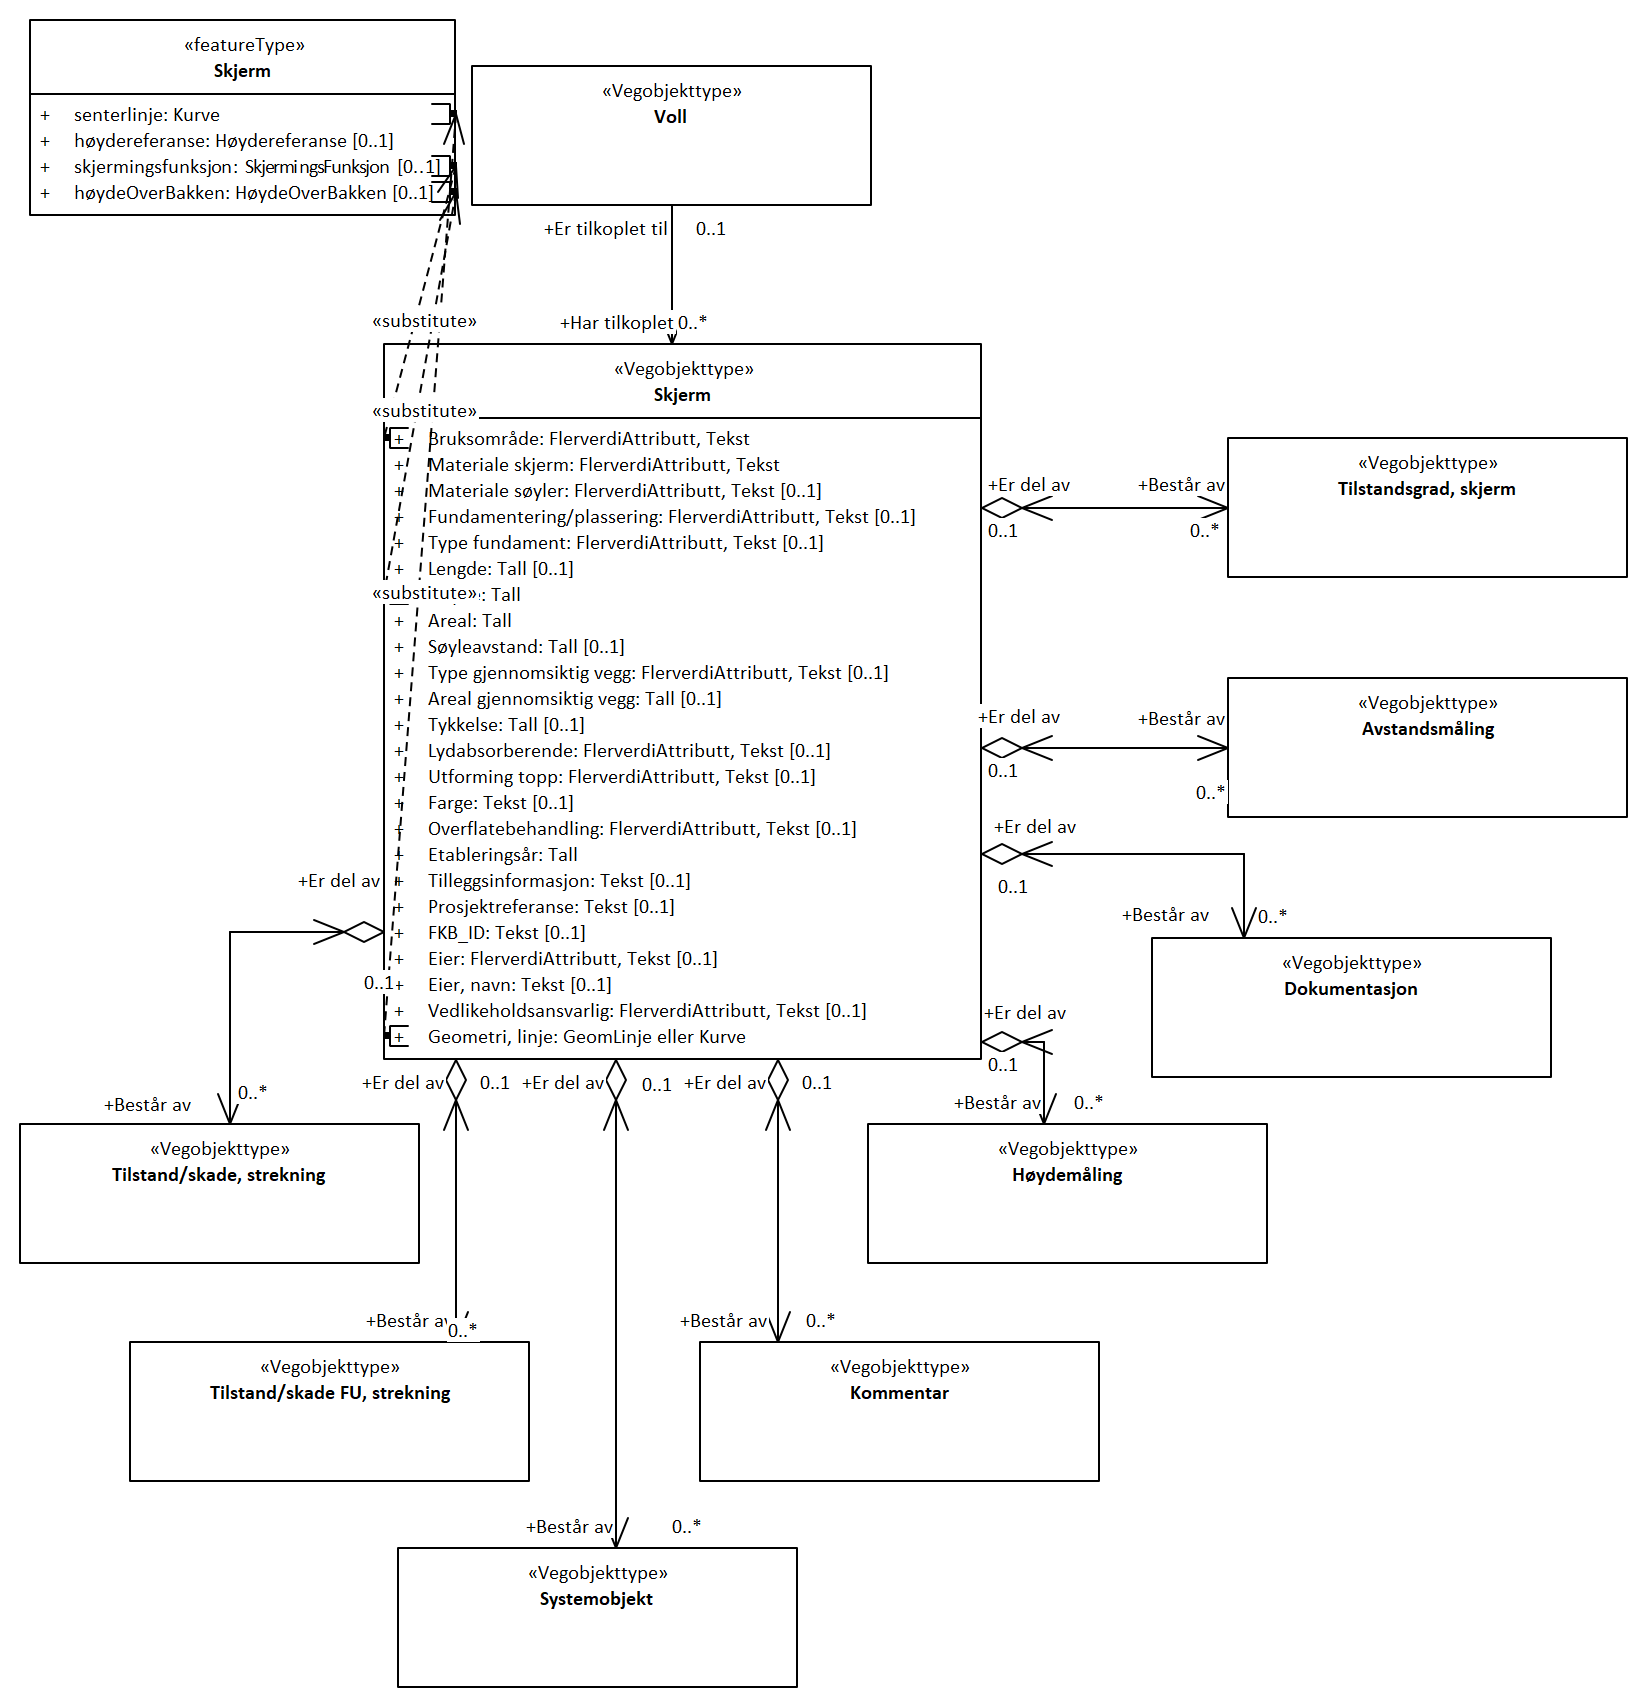 «featureType»
Skjerm
+ senterlinje: Kurve
+ høydereferanse: Høydereferanse [0..1]
+ skjermingsfunksjon: SkjermingsFunksjon [0..1]
+ høydeOverBakken: HøydeOverBakken [0..1]
«Vegobjekttype»
Voll
+Er tilkoplet til 0..1
«substitute»
+Har tilkoplet 0..*
«Vegobjekttype»
Skjerm
«substitute»
+ Bruksområde: FlerverdiAttributt, Tekst
+ Materiale skjerm: FlerverdiAttributt, Tekst
+ Materiale søyler: FlerverdiAttributt, Tekst [0..1]
+ Fundamentering/plassering: FlerverdiAttributt, Tekst [0..1]
+ Type fundament: FlerverdiAttributt, Tekst [0..1]
+ Lengde: Tall [0..1]
«substitute» : Tall
+ Areal: Tall
+ Søyleavstand: Tall [0..1]
+ Type gjennomsiktig vegg: FlerverdiAttributt, Tekst [0..1]
+ Areal gjennomsiktig vegg: Tall [0..1]
+ Tykkelse: Tall [0..1]
+ Lydabsorberende: FlerverdiAttributt, Tekst [0..1]
+ Utforming topp: FlerverdiAttributt, Tekst [0..1]
+ Farge: Tekst [0..1]
+ Overflatebehandling: FlerverdiAttributt, Tekst [0..1]
+ Etableringsår: Tall
+ Tilleggsinformasjon: Tekst [0..1]
+ Prosjektreferanse: Tekst [0..1]
+ FKB_ID: Tekst [0..1]
+ Eier: FlerverdiAttributt, Tekst [0..1]
+ Eier, navn: Tekst [0..1]
+ Vedlikeholdsansvarlig: FlerverdiAttributt, Tekst [0..1]
+ Geometri, linje: GeomLinje eller Kurve
+Er del av +Består av
0..1 0..*
«Vegobjekttype»
Tilstandsgrad, skjerm
+Er del av +Består av
0..1 0..*
«Vegobjekttype»
Avstandsmåling
+Er del av
0..1
+Består av 0..*
«Vegobjekttype»
Dokumentasjon
+Er del av
0..1
+Består av 0..*
«Vegobjekttype»
Høydemåling
+Er del av
0..1
+Består av 0..*
«Vegobjekttype»
Tilstand/skade, strekning
+Er del av 0..1
+Består av 0..*
«Vegobjekttype»
Tilstand/skade FU, strekning
+Er del av 0..1
+Består av 0..*
«Vegobjekttype»
Systemobjekt
+Er del av 0..1
+Består av 0..*
«Vegobjekttype»
Kommentar